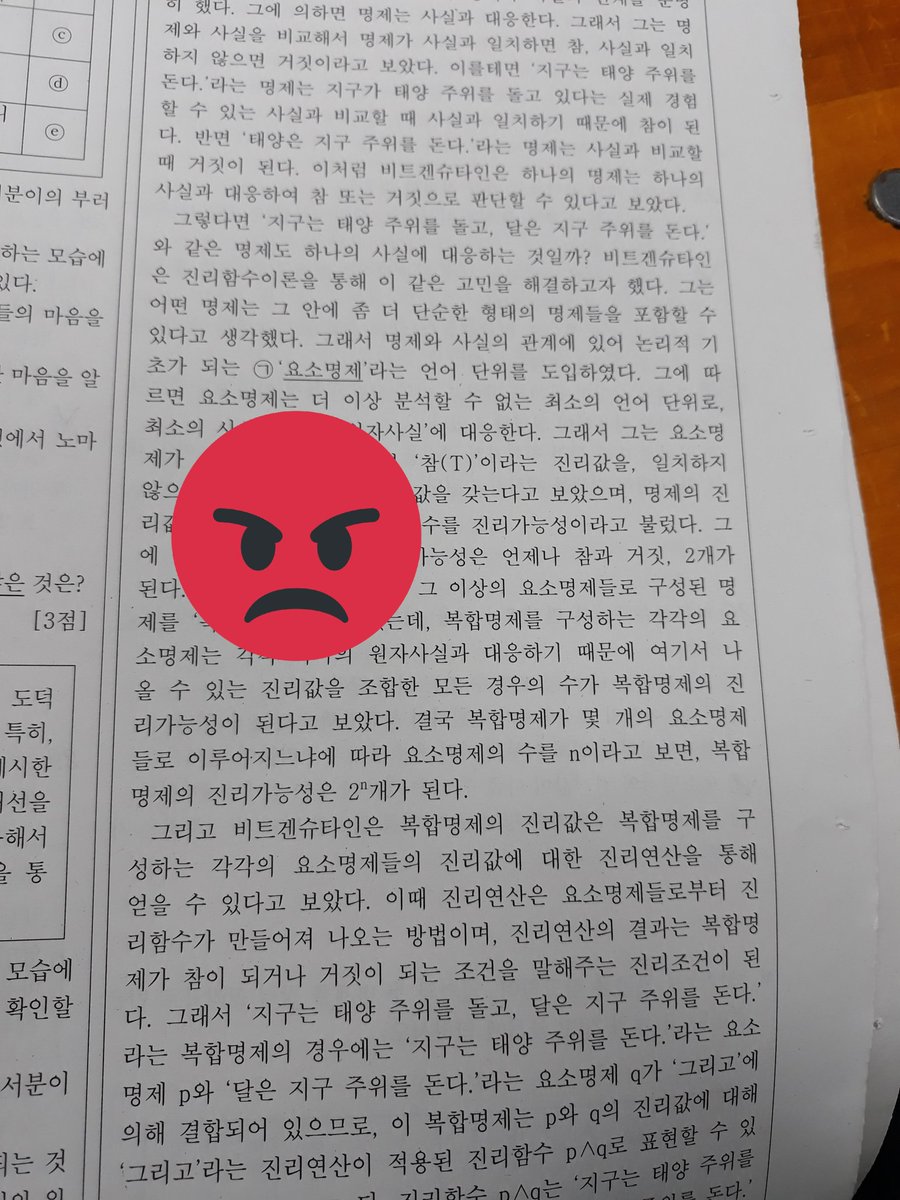 ⓒ
ⓓ
ⓔ
서분이의 부러
하는 모습에
있다.
들의 마음을
마음을 알
에서 노마
은 것은?
[3점]
도덕
특히,
제시한
개선을
통해서
을 통
모습에
확인할
서분이
되는 것
히 했다. 그에 의하면 명제는 사실과 대응한다. 그래서 그는 명
제와 사실을 비교해서 명제가 사실과 일치하면 참, 사실과 일치
하지 않으면 거짓이라고 보았다. 이를테면 ‘지구는 태양 주위를
돈다.’라는 명제는 지구가 태양 주위를 돌고 있다는 실제 경험
할 수 있는 사실과 비교할 때 사실과 일치하기 때문에 참이 된
다. 반면 ‘태양은 지구 주위를 돈다.’라는 명제는 사실과 비교할
때 거짓이 된다. 이처럼 비트겐슈타인은 하나의 명제는 하나의
사실과 대응하여 참 또는 거짓으로 판단할 수 있다고 보았다.
그렇다면 ‘지구는 태양 주위를 돌고, 달은 지구 주위를 돈다.’
와 같은 명제도 하나의 사실에 대응하는 것일까? 비트겐슈타인
은 진리함수이론을 통해 이 같은 고민을 해결하고자 했다. 그는
어떤 명제는 그 안에 좀 더 단순한 형태의 명제들을 포함할 수
있다고 생각했다. 그래서 명제와 사실의 관계에 있어 논리적 기
초가 되는 ㉠‘요소명제’라는 언어 단위를 도입하였다. 그에 따
르면 요소명제는 더 이상 분석할 수 없는 최소의 언어 단위로,
최소의 원자사실’에 대응한다. 그래서 그는 요소명
제가 ‘참(T)’이라는 진리값을, 일치하지
않으 값을 갖는다고 보았으며, 명제의 진
리값 수를 진리가능성이라고 불렀다. 그
에 가능성은 언제나 참과 거짓, 2개가
된다. 그 이상의 요소명제들로 구성된 명
제를 는데, 복합명제를 구성하는 각각의 요
소명제는 각각 원자사실과 대응하기 때문에 여기서 나
올 수 있는 진리값을 조합한 모든 경우의 수가 복합명제의 진
리가능성이 된다고 보았다. 결국 복합명제가 몇 개의 요소명제
들로 이루어지느냐에 따라 요소명제의 수를 n이라고 보면, 복합
명제의 진리가능성은 2ⁿ개가 된다.
그리고 비트겐슈타인은 복합명제의 진리값은 복합명제를 구
성하는 각각의 요소명제들의 진리값에 대한 진리연산을 통해
얻을 수 있다고 보았다. 이때 진리연산은 요소명제들로부터 진
리함수가 만들어져 나오는 방법이며, 진리연산의 결과는 복합명
제가 참이 되거나 거짓이 되는 조건을 말해주는 진리조건이 된
다. 그래서 ‘지구는 태양 주위를 돌고, 달은 지구 주위를 돈다.’
라는 복합명제의 경우에는 ‘지구는 태양 주위를 돈다.’라는 요소
명제 p와 ‘달은 지구 주위를 돈다.’라는 요소명제 q가 ‘그리고’에
의해 결합되어 있으므로, 이 복합명제는 p와 q의 진리값에 대해
‘그리고’라는 진리연산이 적용된 진리함수 p∧q로 표현할 수 있
다. 진리함수 p∧q는 ‘지구는 태양 주위를